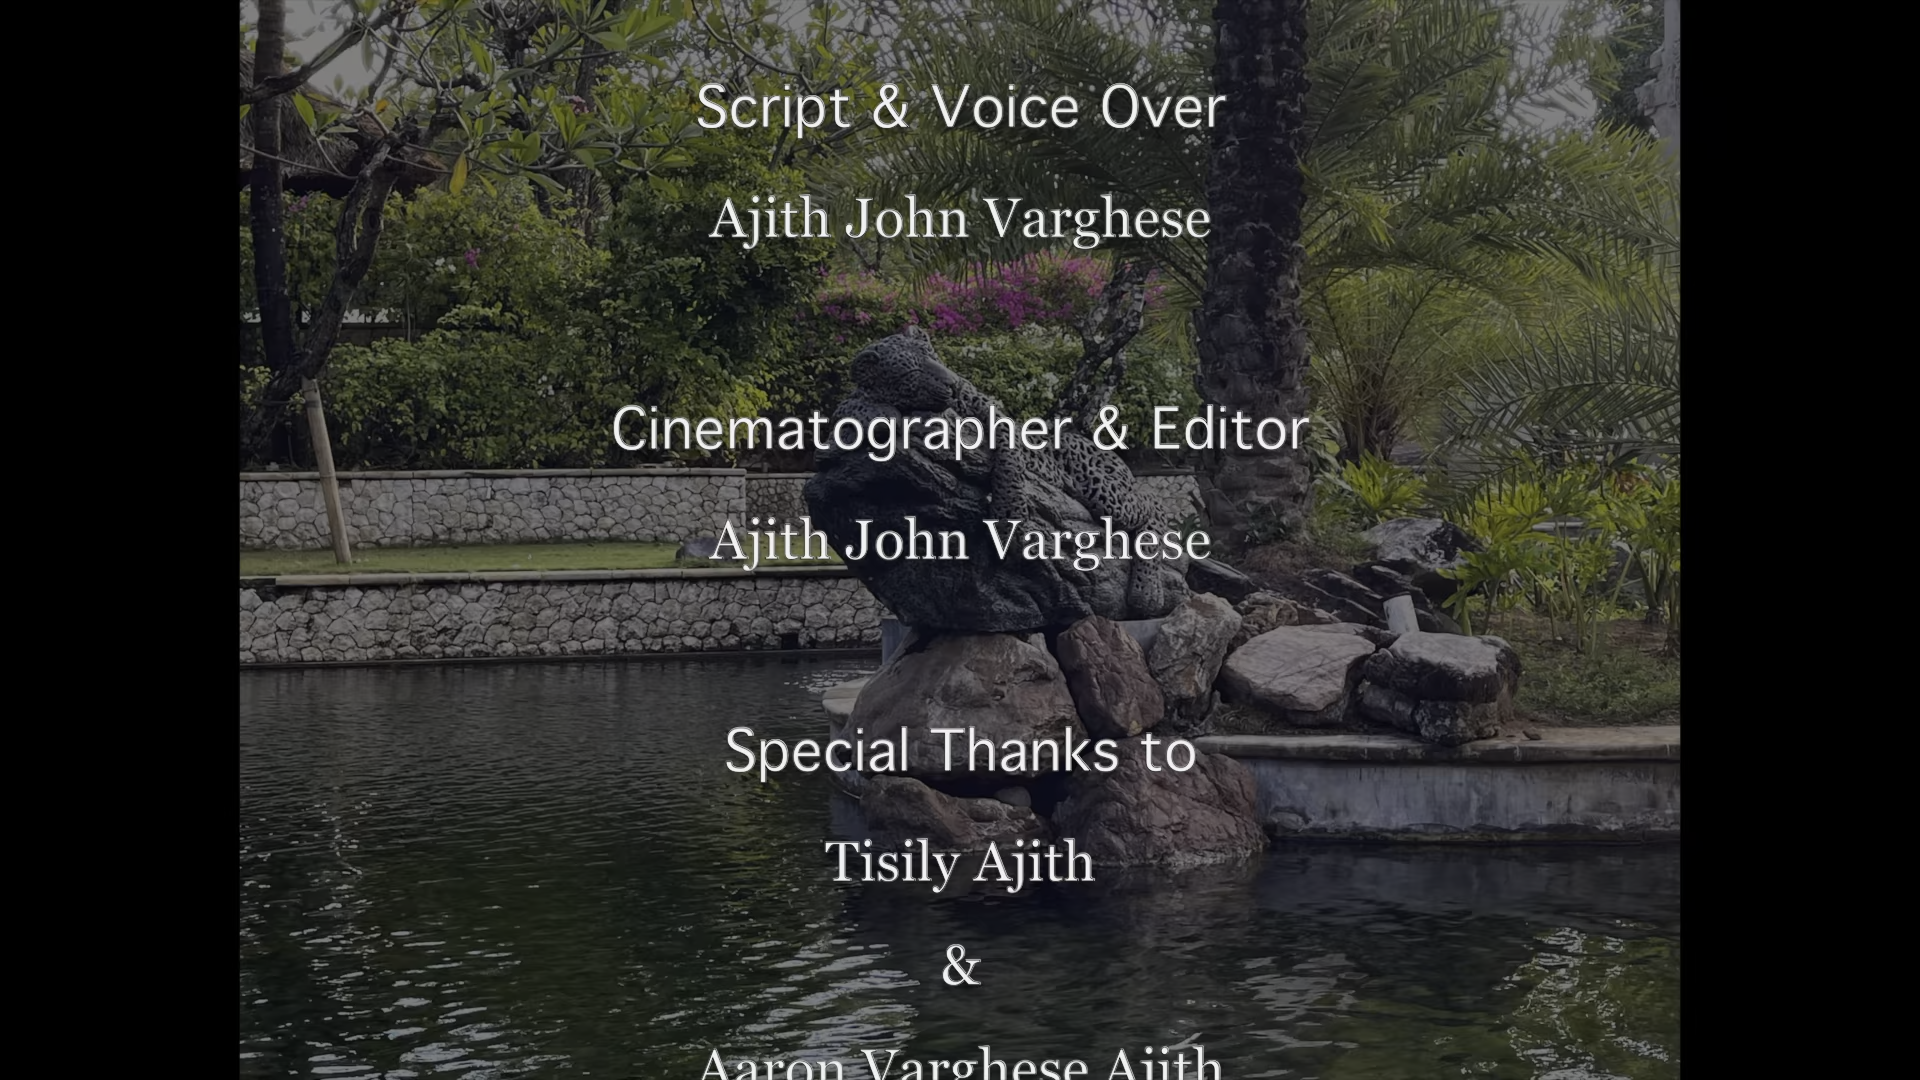 Script & Voice Over
Ajith John Varghese
Cinematographer & Editor
Ajith John Varghese
Special Thanks to
Tisily Ajith
&
Aaron Varghese Ajith